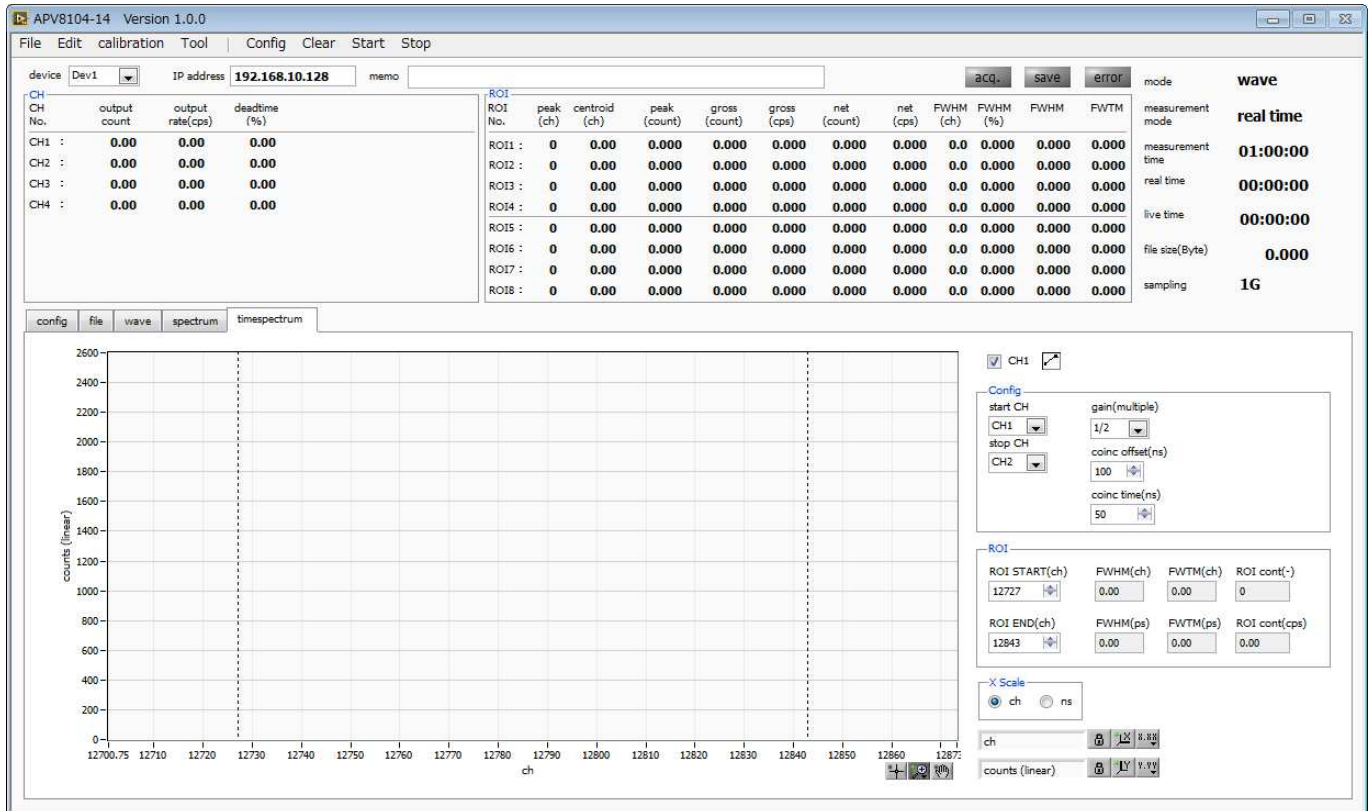 APV8104-14 Version 1.0.0
File Edit calibration Tool | Config Clear Start Stop
device Dev1 IP address 192.168.10.128 memo acq. save error
mode wave
measurement mode real time
measurement time 01:00:00
real time 00:00:00
live time 00:00:00
file size(Byte) 0.000
sampling 1G
CH
CH No. output count output rate(cps) deadtime (%)
CH1 : 0.00 0.00 0.00
CH2 : 0.00 0.00 0.00
CH3 : 0.00 0.00 0.00
CH4 : 0.00 0.00 0.00
ROI
ROI No. peak (ch) centroid (ch) peak (count) gross (count) gross (cps) net (count) net (cps) FWHM (ch) FWHM (%) FWHM FWTM
ROI1 : 0 0.00 0.000 0.000 0.000 0.000 0.000 0.0 0.000 0.000 0.000
ROI2 : 0 0.00 0.000 0.000 0.000 0.000 0.000 0.0 0.000 0.000 0.000
ROI3 : 0 0.00 0.000 0.000 0.000 0.000 0.000 0.0 0.000 0.000 0.000
ROI4 : 0 0.00 0.000 0.000 0.000 0.000 0.000 0.0 0.000 0.000 0.000
ROI5 : 0 0.00 0.000 0.000 0.000 0.000 0.000 0.0 0.000 0.000 0.000
ROI6 : 0 0.00 0.000 0.000 0.000 0.000 0.000 0.0 0.000 0.000 0.000
ROI7 : 0 0.00 0.000 0.000 0.000 0.000 0.000 0.0 0.000 0.000 0.000
ROI8 : 0 0.00 0.000 0.000 0.000 0.000 0.000 0.0 0.000 0.000 0.000
config file wave spectrum timespectrum
2600
2400
2200
2000
1800
1600
1400
1200
1000
800
600
400
200
0
counts (linear)
12700.75 12710 12720 12730 12740 12750 12760 12770 12780 12790 12800 12810 12820 12830 12840 12850 12860
ch
CH1
Config
start CH gain(multiple)
CH1 1/2
stop CH coinc offset(ns)
CH2 100
coinc time(ns)
50
ROI
ROI START(ch) FWHM(ch) FWTM(ch) ROI cont(-)
12727 0.00 0.00 0
ROI END(ch) FWHM(ps) FWTM(ps) ROI cont(cps)
12843 0.00 0.00 0.00
X Scale
ch ns
ch
counts (linear)